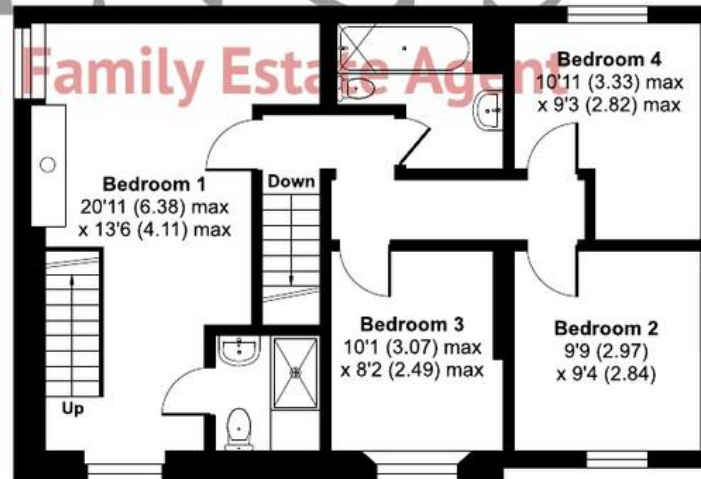 Family Estate Agent
Bedroom 4
10'11 (3.33) max
x 9'3 (2.82) max
Bedroom 1
20'11 (6.38) max
x 13'6 (4.11) max
Down
Up
Bedroom 3
10'1 (3.07) max
x 8'2 (2.49) max
Bedroom 2
9'9 (2.97)
x 9'4 (2.84)